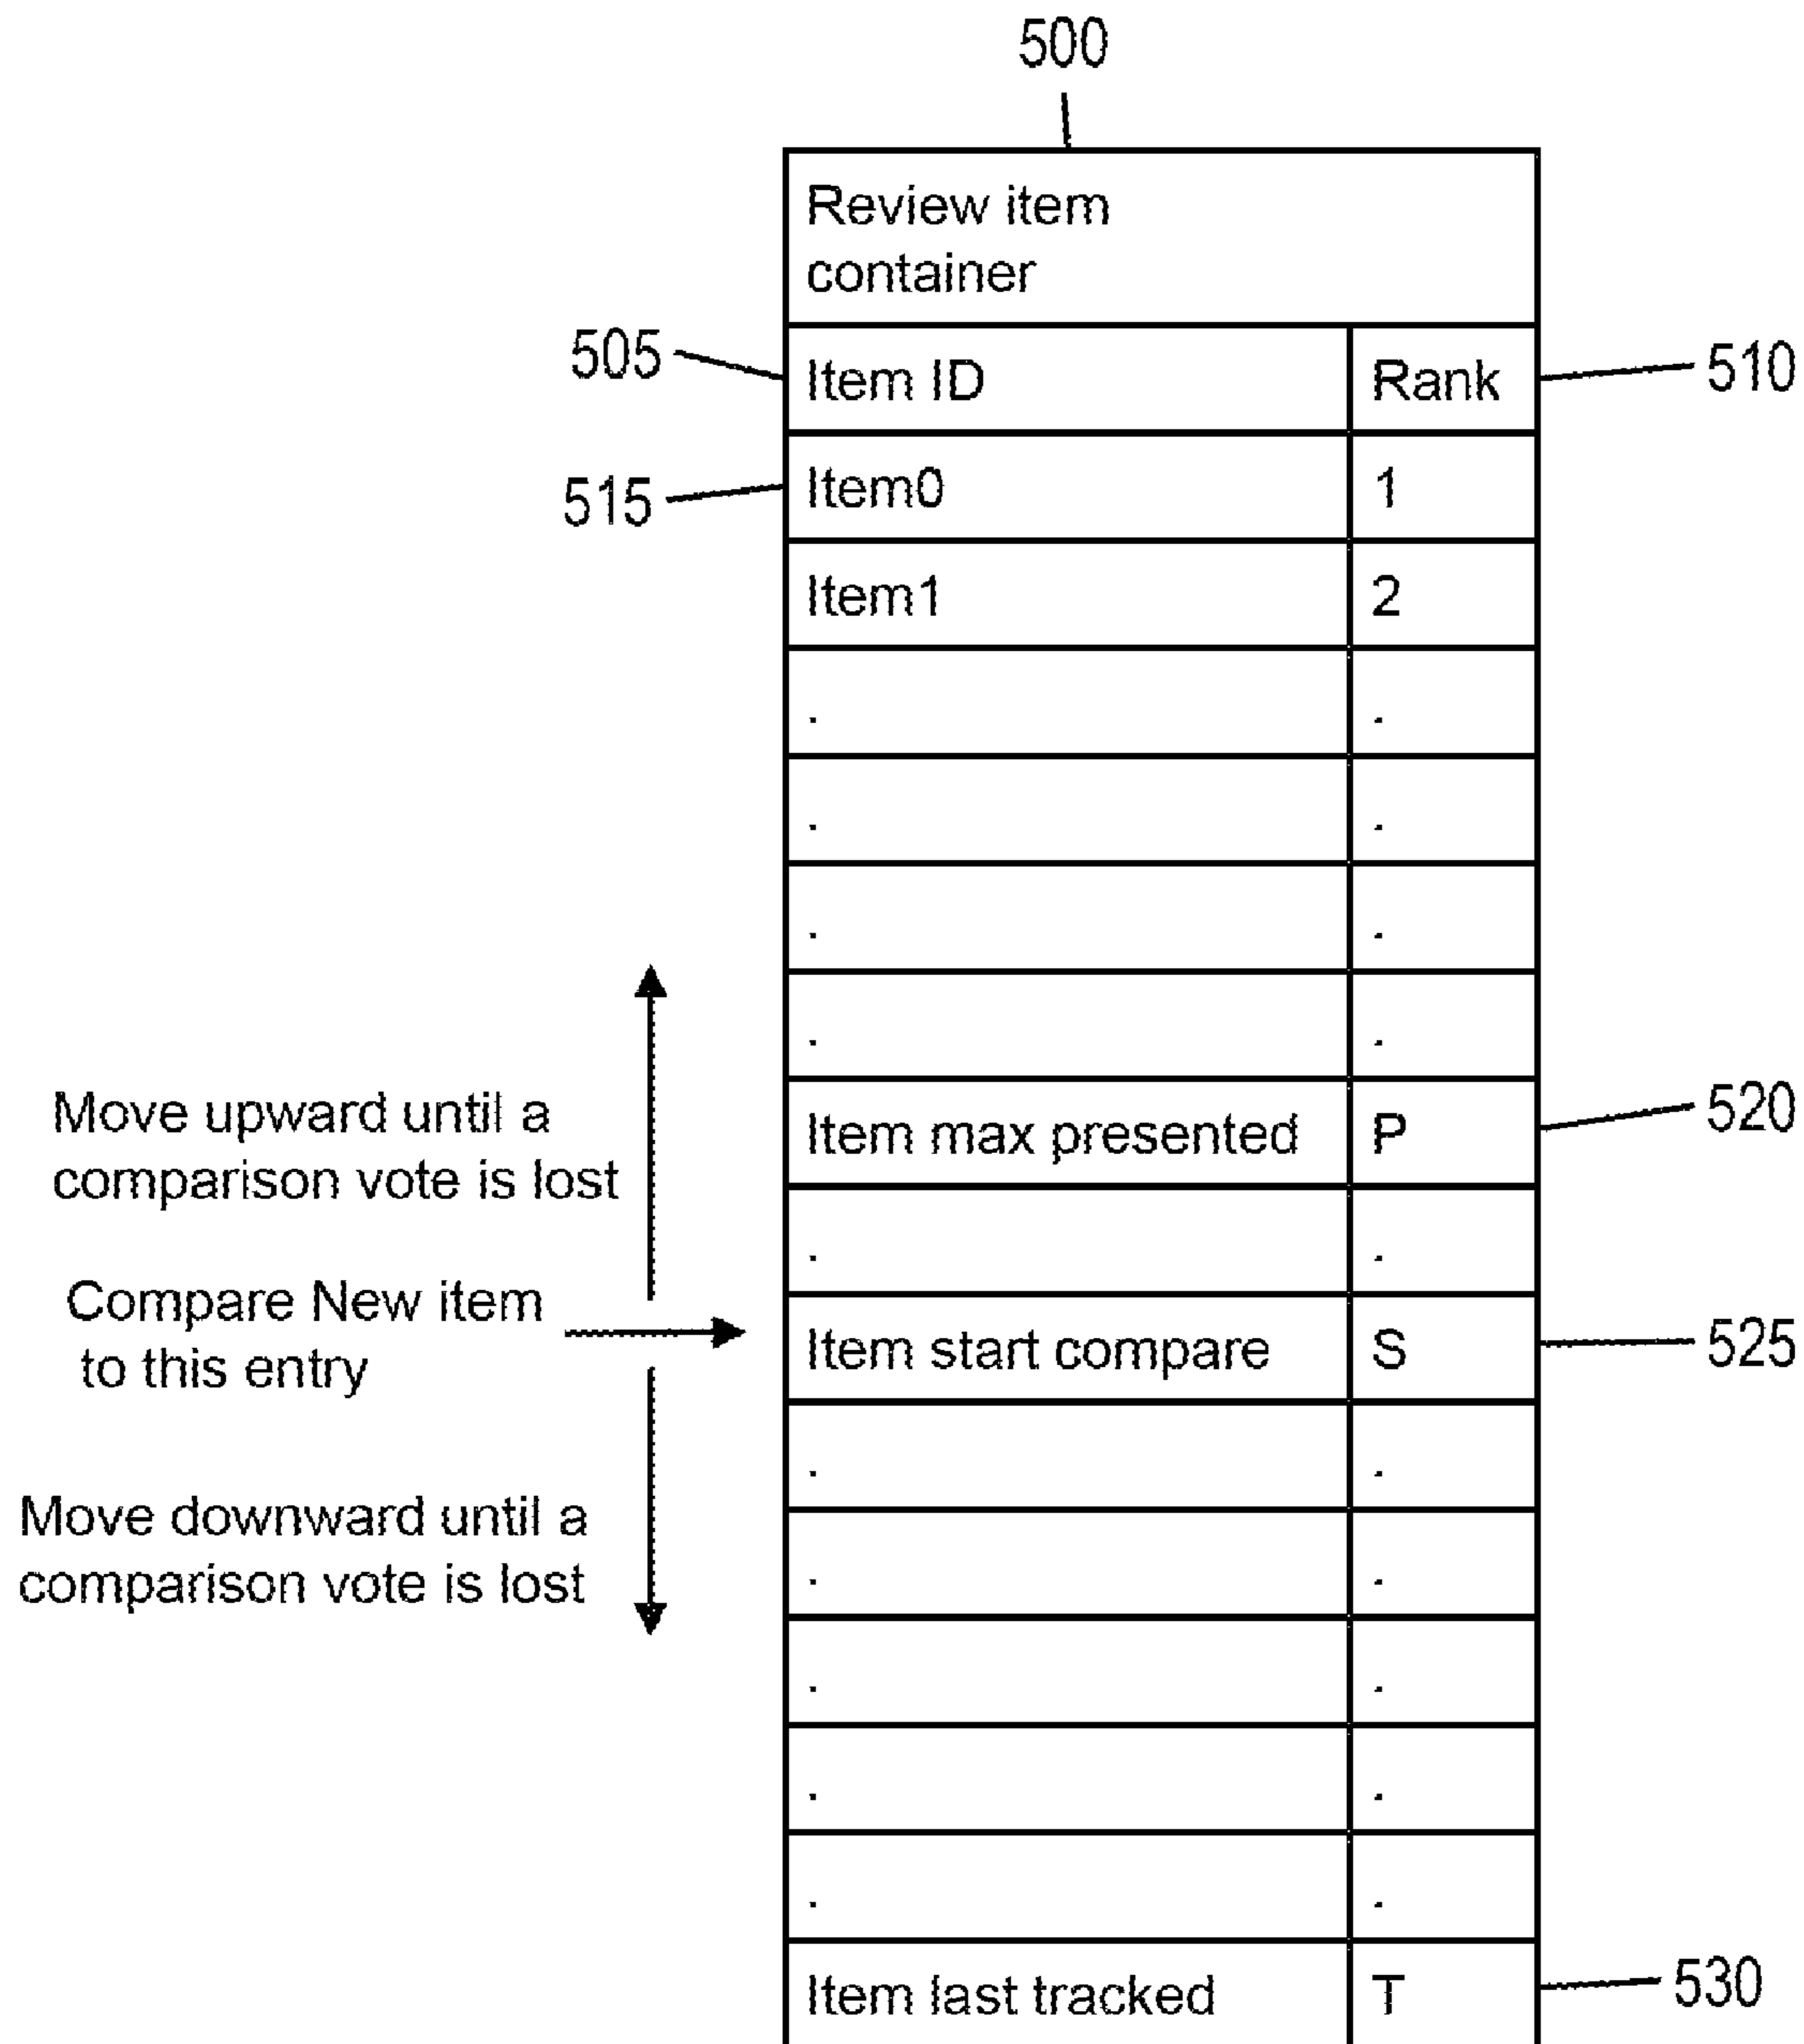 500
Review item
container
505
Item ID
Rank
510
515
Item0
1
Item1
2
. .
. .
. .
. .
Move upward until a
comparison vote is lost
Item max presented
P
520
. .
Compare New item
to this entry
Item start compare
S
525
. .
Move downward until a
comparison vote is lost
. .
. .
. .
. .
Item last tracked
T
530